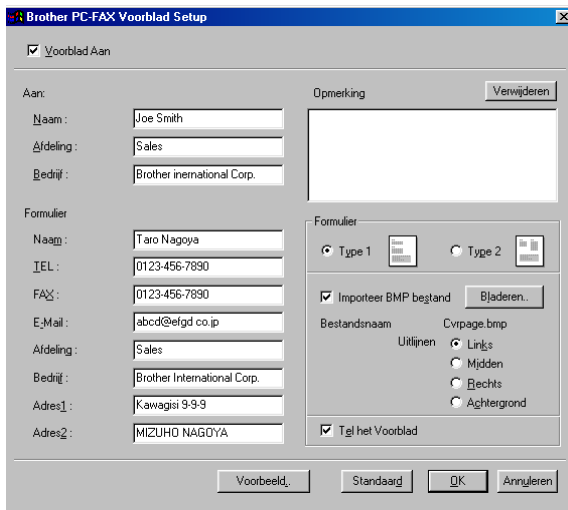 Brother PC-FAX Voorblad Setup
Voorblad Aan
Aan:
Naam : Joe Smith
Afdeling : Sales
Bedrijf : Brother inernational Corp.
Opmerking Verwijderen
Formulier
Naam : Taro Nagoya
TEL : 0123-456-7890
FAX : 0123-456-7890
E-Mail : abcd@efgd co.jp
Afdeling : Sales
Bedrijf : Brother International Corp.
Adres1 : Kawagisi 9-9-9
Adres2 : MIZUHO NAGOYA
Formulier
Type 1 Type 2
Importeer BMP bestand Bladeren..
Bestandsnaam Cvrpage.bmp
Uitlijnen Links
Midden
Rechts
Achtergrond
Tel het Voorblad
Voorbeeld.. Standaard OK Annuleren